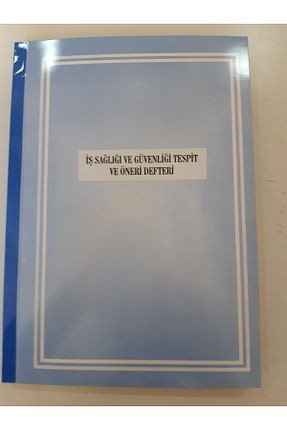 İŞ SAĞLIĞI VE GÜVENLİĞİ TESPİT
VE ÖNERİ DEFTERİ